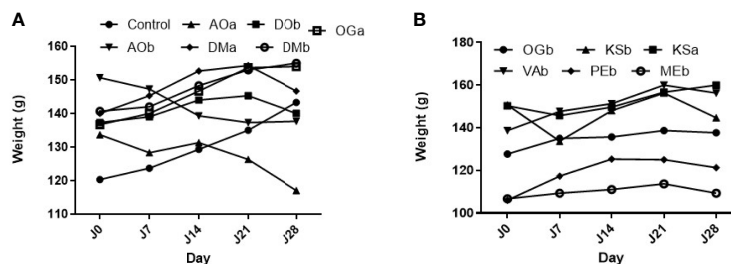 A
Control AOa DOb OGa
AOb DMa DMb
Weight (g)
160
150
140
130
120
110
J0 J7 J14 J21 J28
Day
B
OGb KSb KSa
VAb PEb MEb
Weight (g)
180
160
140
120
100
J0 J7 J14 J21 J28
Day